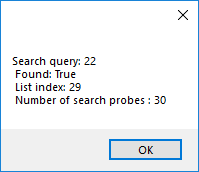 Search query: 22
Found: True
List index: 29
Number of search probes : 30
OK